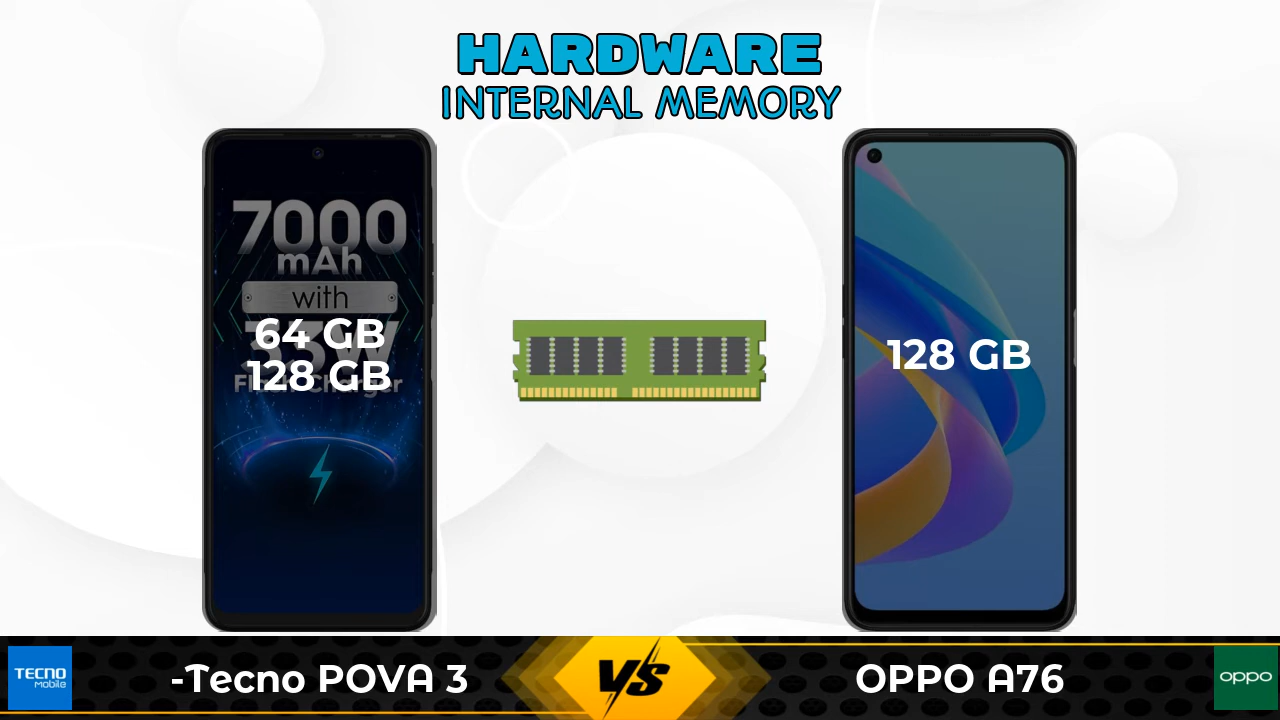 HARDWARE
INTERNAL MEMORY
7000
mAh
with
33W
64 GB
128 GB
128 GB
TECNO
mobile
-Tecno POVA 3
VS
OPPO A76
oppo